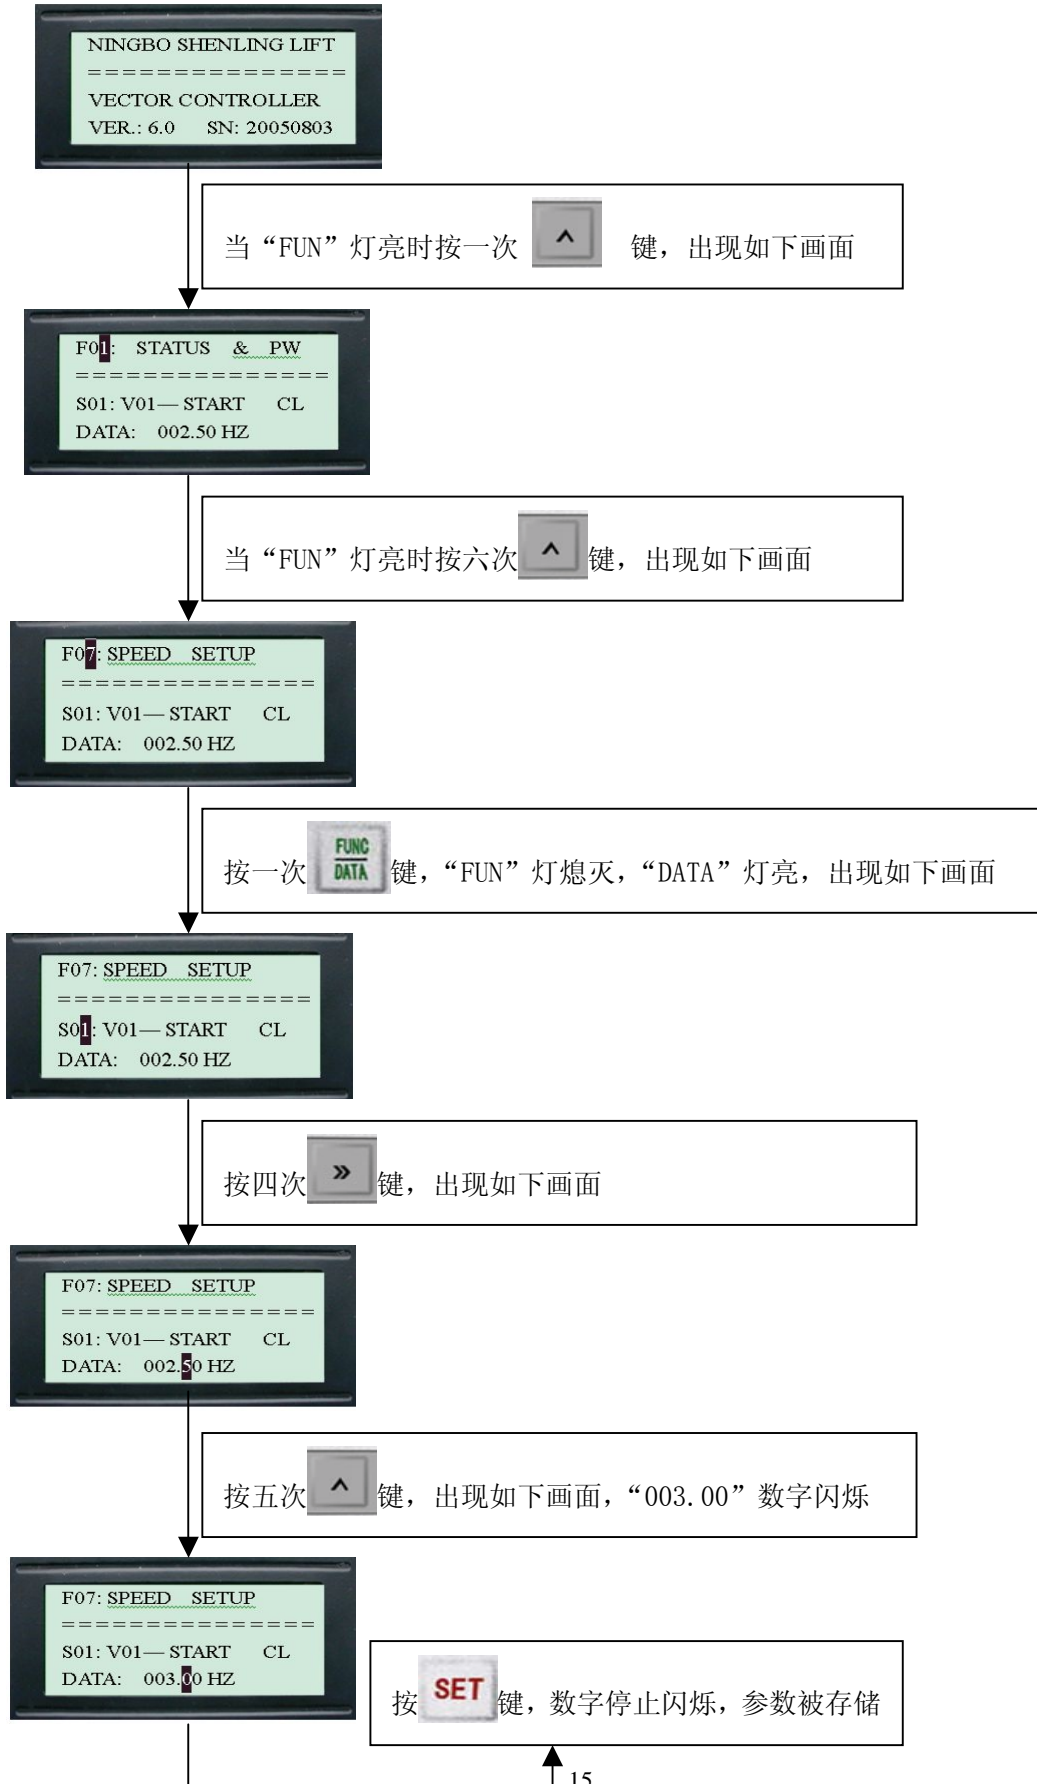 NINGBO SHENLING LIFT
===============
VECTOR CONTROLLER
VER.: 6.0 SN: 20050803
当“FUN”灯亮时按一次 ^ 键，出现如下画面
F01: STATUS & PW
===============
S01: V01— START CL
DATA: 002.50 HZ
当“FUN”灯亮时按六次 ^ 键，出现如下画面
F07: SPEED SETUP
===============
S01: V01— START CL
DATA: 002.50 HZ
按一次 FUNC DATA 键，“FUN”灯熄灭，“DATA”灯亮，出现如下画面
F07: SPEED SETUP
===============
S01: V01— START CL
DATA: 002.50 HZ
按四次 » 键，出现如下画面
F07: SPEED SETUP
===============
S01: V01— START CL
DATA: 002.50 HZ
按五次 ^ 键，出现如下画面，“003.00”数字闪烁
F07: SPEED SETUP
===============
S01: V01— START CL
DATA: 003.00 HZ
按 SET 键，数字停止闪烁，参数被存储
15